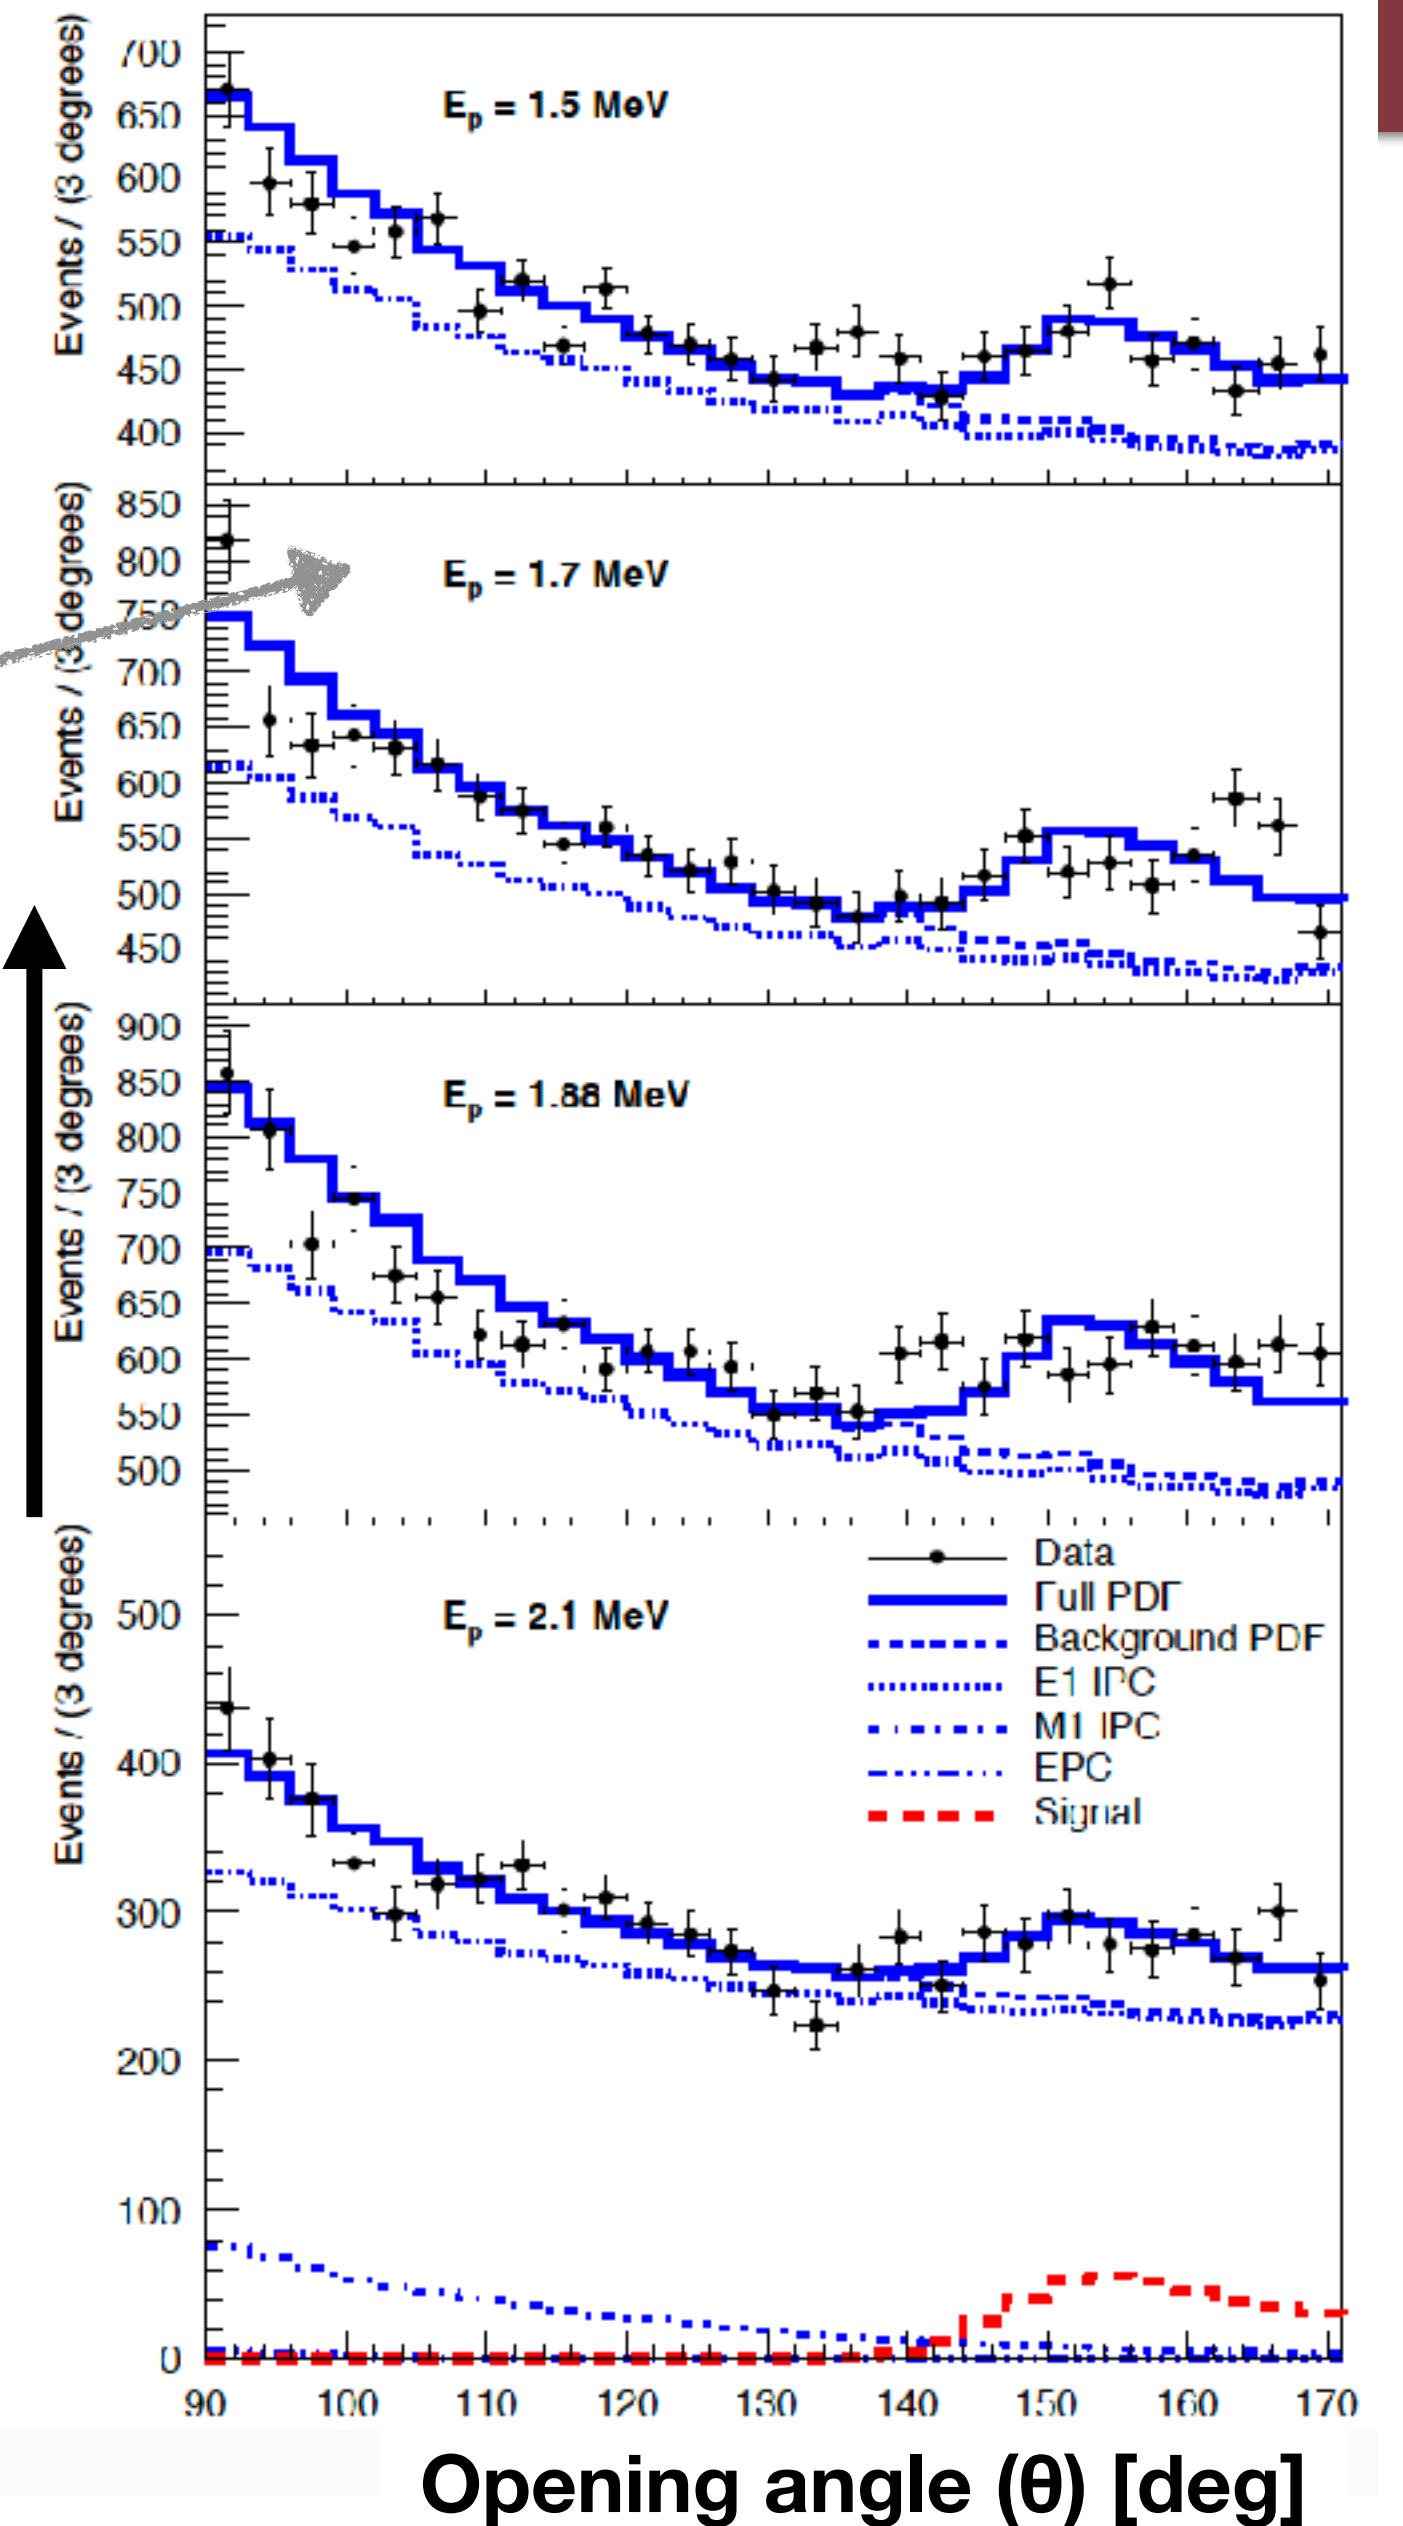 Events / (3 degrees)
700
650
600
550
500
450
400
E_p = 1.5 MeV
Events / (3 degrees)
850
800
750
700
650
600
550
500
450
E_p = 1.7 MeV
Events / (3 degrees)
900
850
800
750
700
650
600
550
500
E_p = 1.88 MeV
Events / (3 degrees)
500
400
300
200
100
0
E_p = 2.1 MeV
Data
Full PDF
Background PDF
E1 IPC
M1 IPC
EPC
Signal
90 100 110 120 130 140 150 160 170
Opening angle (θ) [deg]